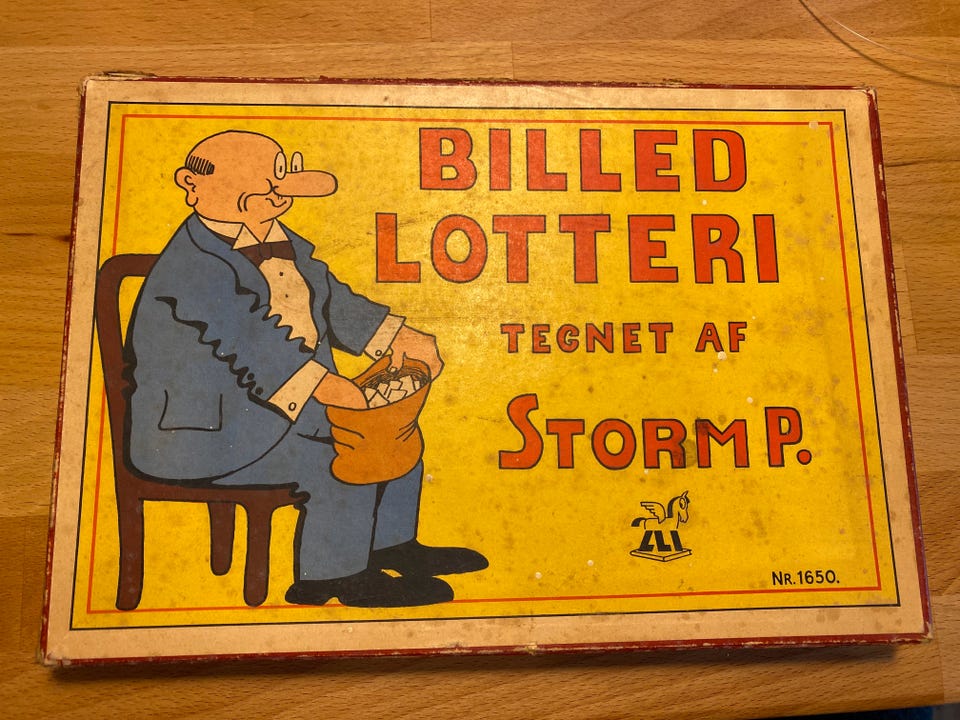 BILLED
LOTTERI
TEGNET AF
STORM P.
NR. 1650.